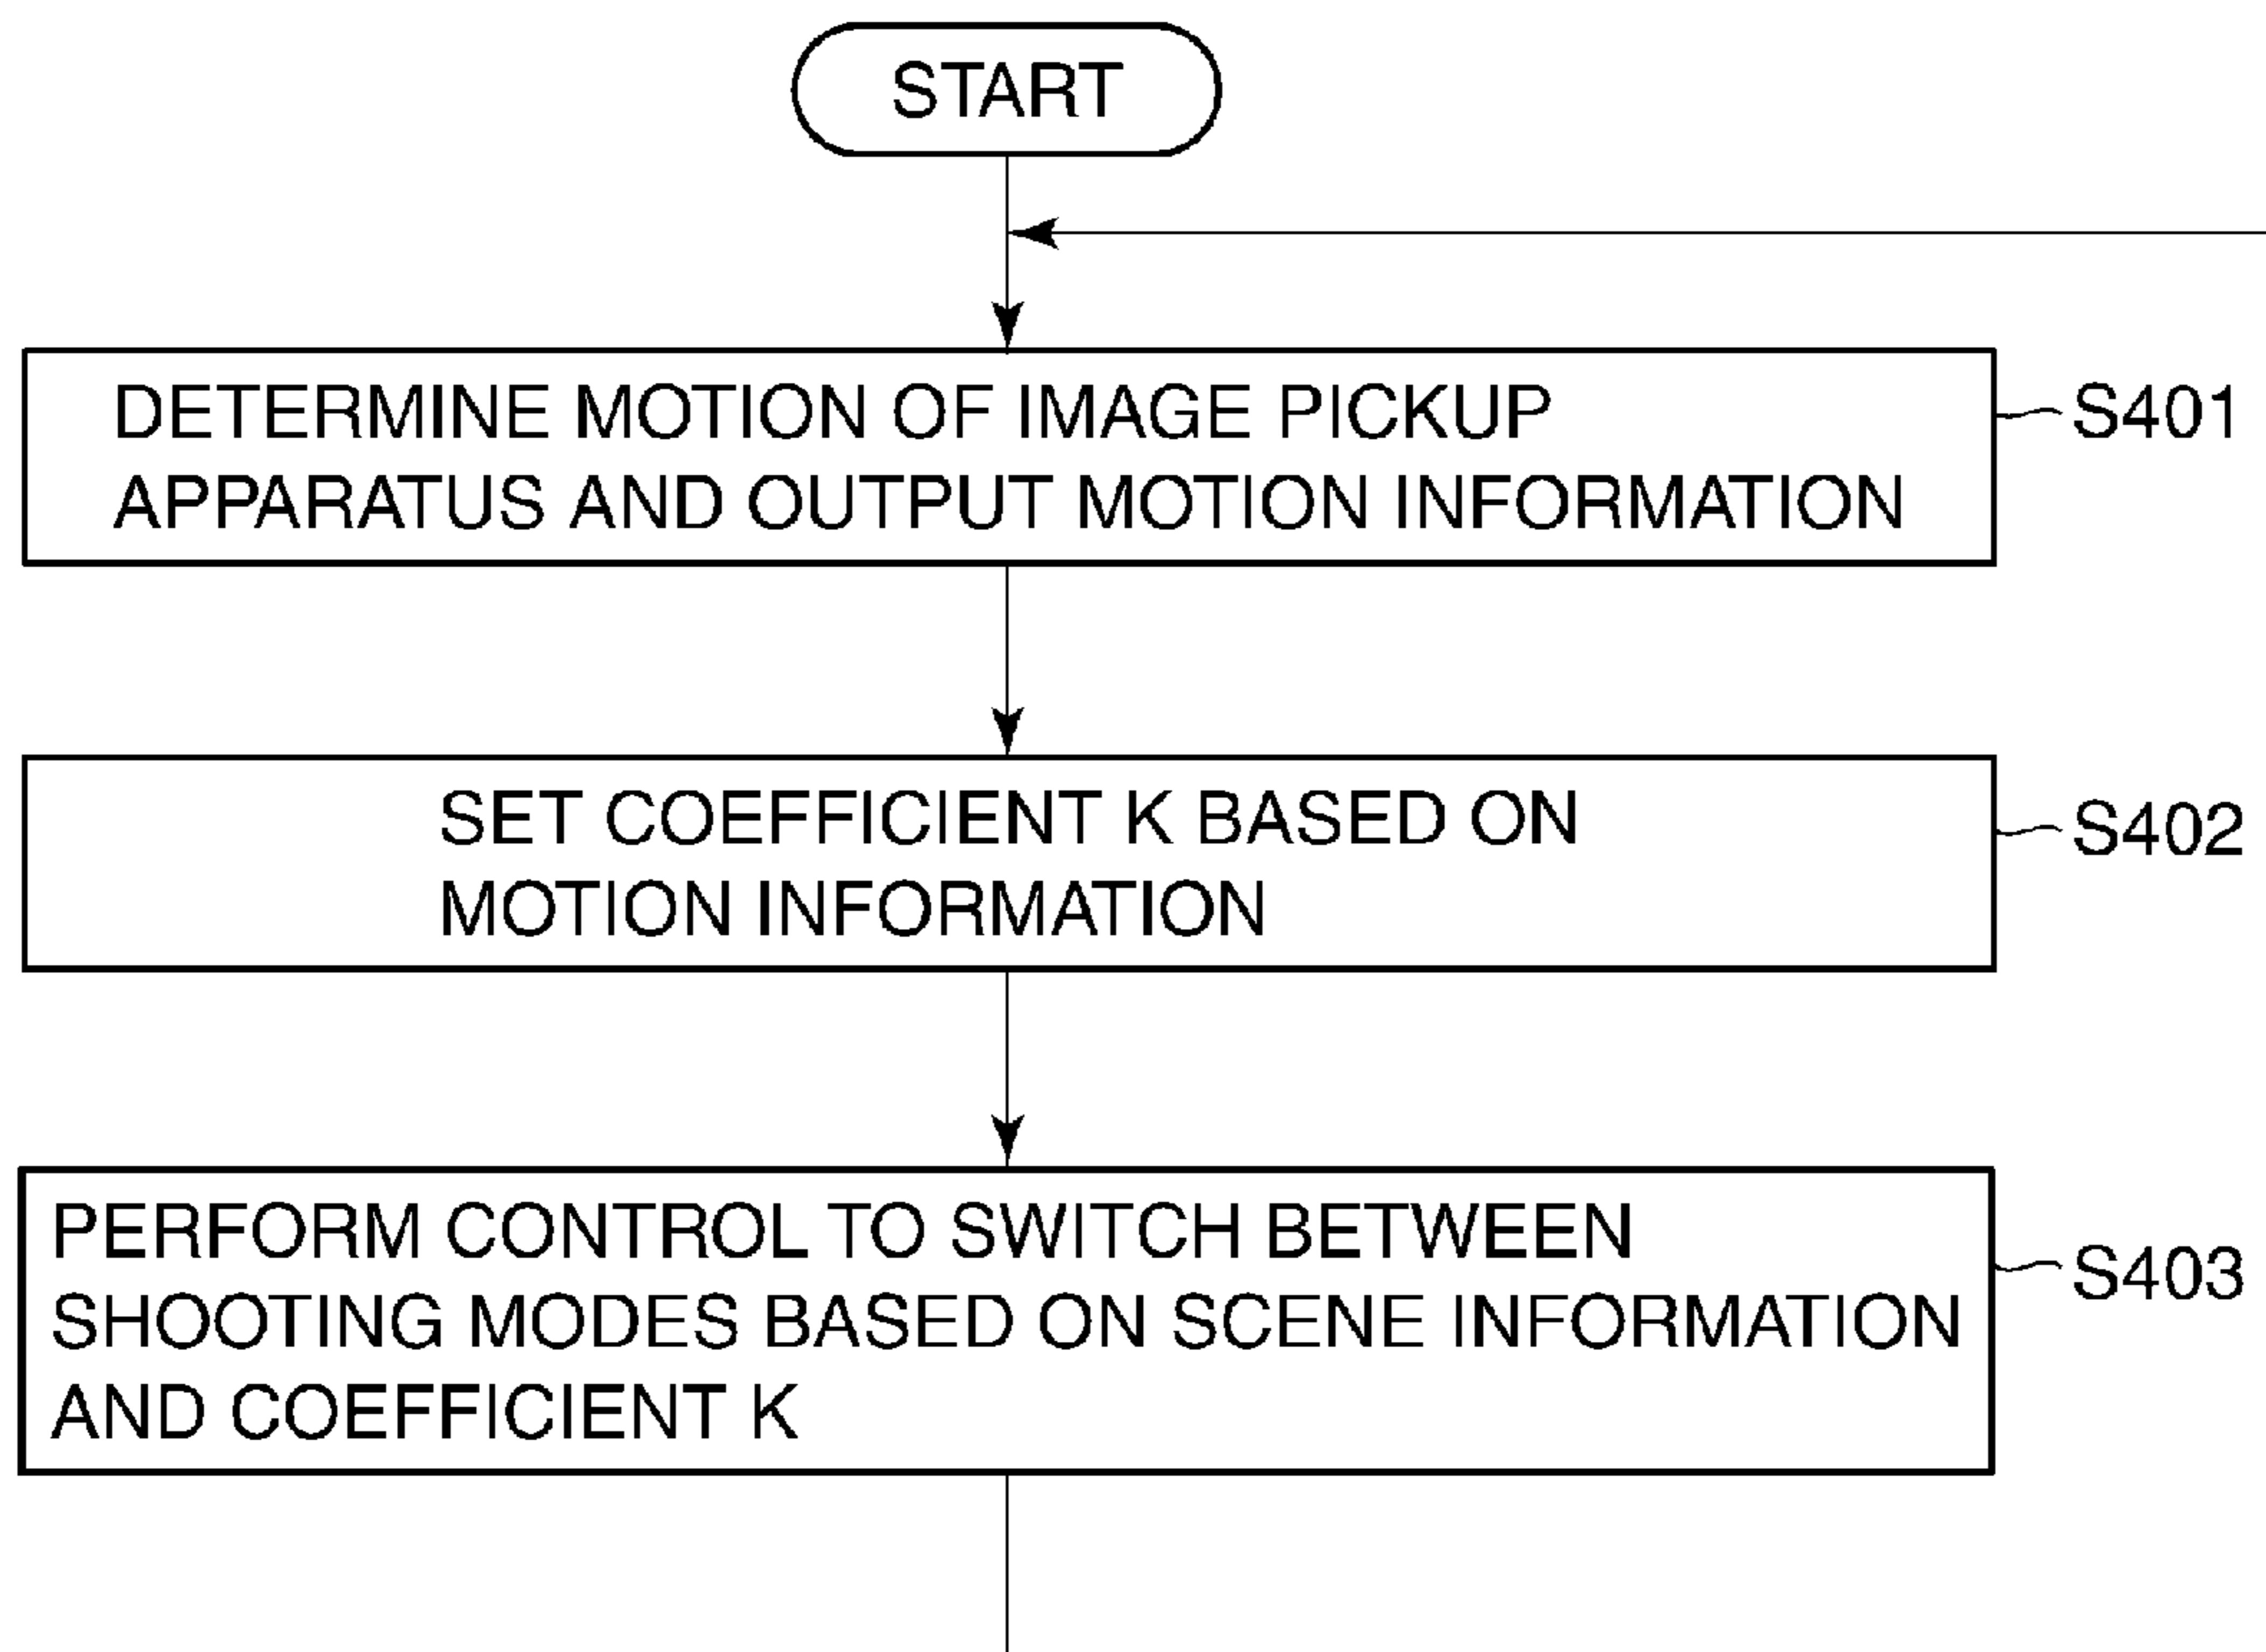 START
DETERMINE MOTION OF IMAGE PICKUP
APPARATUS AND OUTPUT MOTION INFORMATION
S401
SET COEFFICIENT K BASED ON
MOTION INFORMATION
S402
PERFORM CONTROL TO SWITCH BETWEEN
SHOOTING MODES BASED ON SCENE INFORMATION
AND COEFFICIENT K
S403